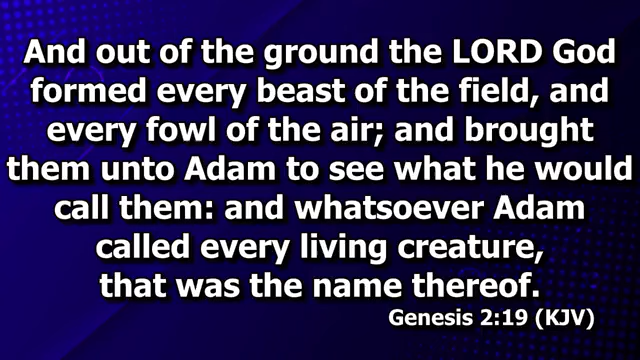 And out of the ground the LORD God
formed every beast of the field, and
every fowl of the air; and brought
them unto Adam to see what he would
call them: and whatsoever Adam
called every living creature,
that was the name thereof.
Genesis 2:19 (KJV)